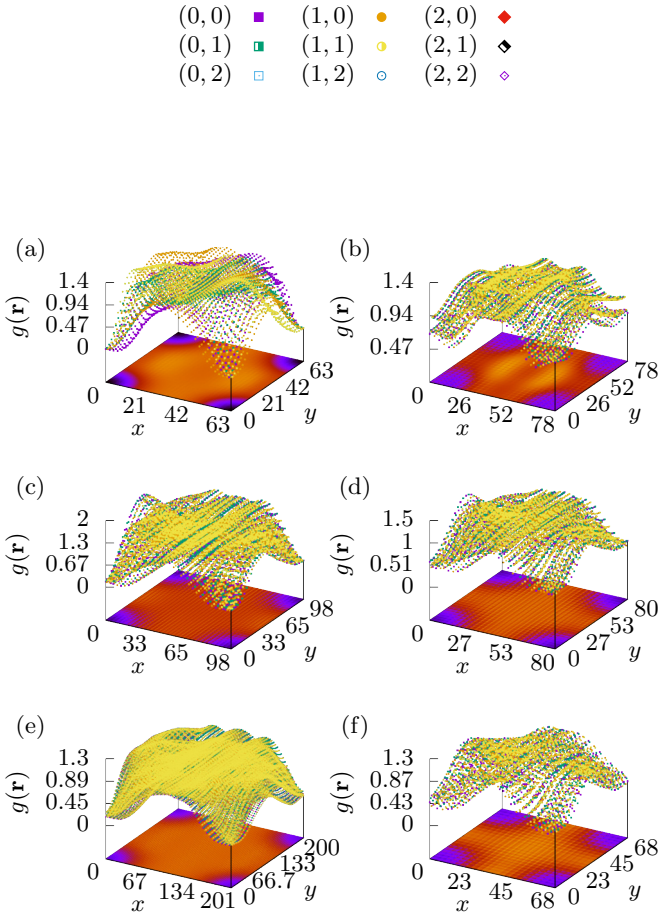 (0, 0) (1, 0) (2, 0)
(0, 1) (1, 1) (2, 1)
(0, 2) (1, 2) (2, 2)
(a)
g(r)
1.4
0.94
0.47
0
0 21 42 63
x
0 21 42 63
y
(b)
g(r)
1.4
0.94
0.47
0 26 52 78
x
0 26 52 78
y
(c)
g(r)
2
1.3
0.67
0
0 33 65 98
x
0 33 65 98
y
(d)
g(r)
1.5
1
0.51
0
0 27 53 80
x
0 27 53 80
y
(e)
g(r)
1.3
0.89
0.45
0
0 67 134 201
x
0 66.7 133 200
y
(f)
g(r)
1.3
0.87
0.43
0
0 23 45 68
x
0 23 45 68
y